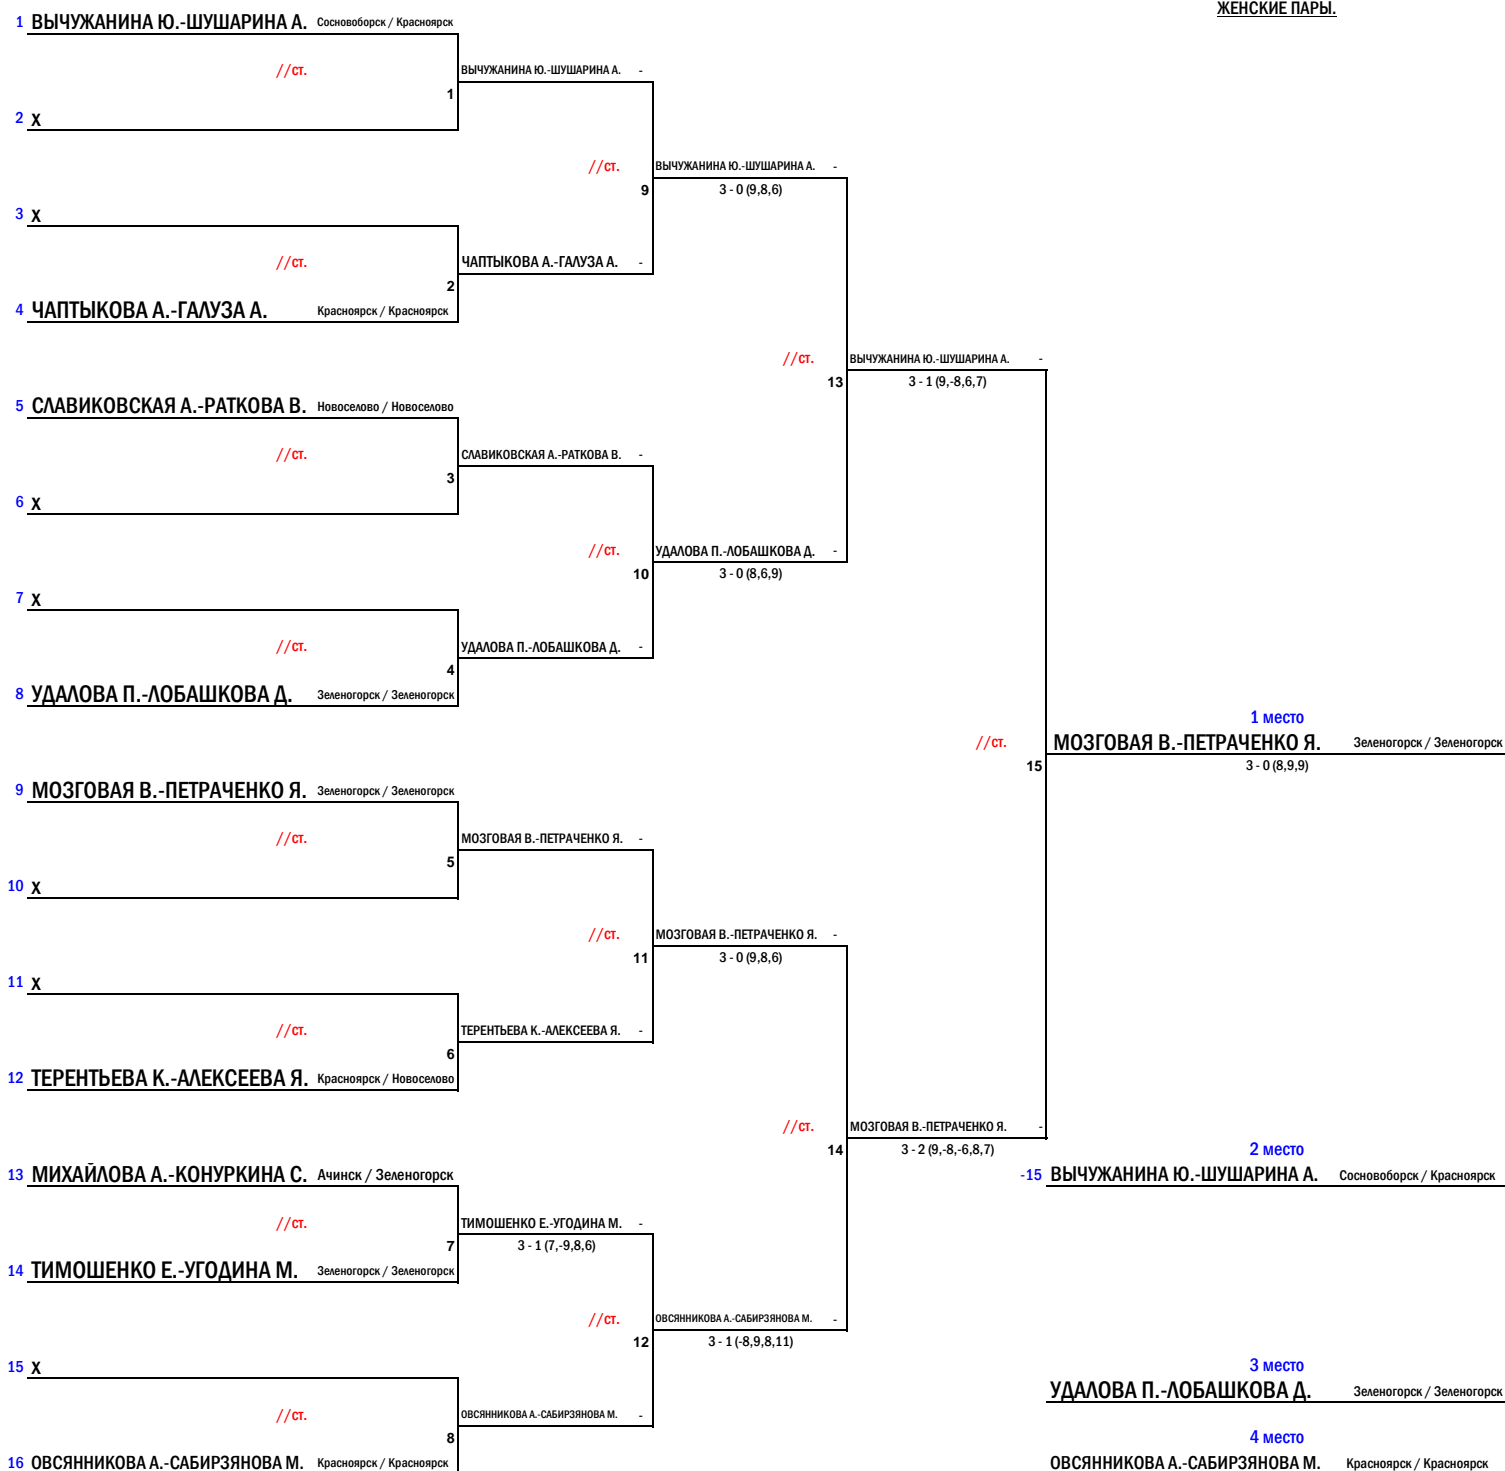 ЖЕНСКИЕ ПАРЫ.
1 ВЫЧУЖАНИНА Ю.-ШУШАРИНА А. Сосновоборск / Красноярск
//ст. ВЫЧУЖАНИНА Ю.-ШУШАРИНА А. -
1
2 X
//ст. ВЫЧУЖАНИНА Ю.-ШУШАРИНА А. -
9 3 - 0 (9,8,6)
3 X
//ст. ЧАПТЫКОВА А.-ГАЛУЗА А. -
2
4 ЧАПТЫКОВА А.-ГАЛУЗА А. Красноярск / Красноярск
//ст. ВЫЧУЖАНИНА Ю.-ШУШАРИНА А. -
13 3 - 1 (9,-8,6,7)
5 СЛАВИКОВСКАЯ А.-РАТКОВА В. Новоселово / Новоселово
//ст. СЛАВИКОВСКАЯ А.-РАТКОВА В. -
3
6 X
//ст. УДАЛОВА П.-ЛОБАШКОВА Д. -
10 3 - 0 (8,6,9)
7 X
//ст. УДАЛОВА П.-ЛОБАШКОВА Д. -
4
8 УДАЛОВА П.-ЛОБАШКОВА Д. Зеленогорск / Зеленогорск
1 место
//ст. МОЗГОВАЯ В.-ПЕТРАЧЕНКО Я. Зеленогорск / Зеленогорск
15 3 - 0 (8,9,9)
9 МОЗГОВАЯ В.-ПЕТРАЧЕНКО Я. Зеленогорск / Зеленогорск
//ст. МОЗГОВАЯ В.-ПЕТРАЧЕНКО Я. -
5
10 X
//ст. МОЗГОВАЯ В.-ПЕТРАЧЕНКО Я. -
11 3 - 0 (9,8,6)
11 X
//ст. ТЕРЕНТЬЕВА К.-АЛЕКСЕЕВА Я. -
6
12 ТЕРЕНТЬЕВА К.-АЛЕКСЕЕВА Я. Красноярск / Новоселово
//ст. МОЗГОВАЯ В.-ПЕТРАЧЕНКО Я. -
14 3 - 2 (9,-8,-6,8,7)
2 место
13 МИХАЙЛОВА А.-КОНУРКИНА С. Ачинск / Зеленогорск
-15 ВЫЧУЖАНИНА Ю.-ШУШАРИНА А. Сосновоборск / Красноярск
//ст. ТИМОШЕНКО Е.-УГОДИНА М. -
7 3 - 1 (7,-9,8,6)
14 ТИМОШЕНКО Е.-УГОДИНА М. Зеленогорск / Зеленогорск
//ст. ОВСЯННИКОВА А.-САБИРЗЯНОВА М. -
12 3 - 1 (-8,9,8,11)
15 X
3 место
УДАЛОВА П.-ЛОБАШКОВА Д. Зеленогорск / Зеленогорск
//ст. ОВСЯННИКОВА А.-САБИРЗЯНОВА М. -
8
4 место
16 ОВСЯННИКОВА А.-САБИРЗЯНОВА М. Красноярск / Красноярск
ОВСЯННИКОВА А.-САБИРЗЯНОВА М. Красноярск / Красноярск